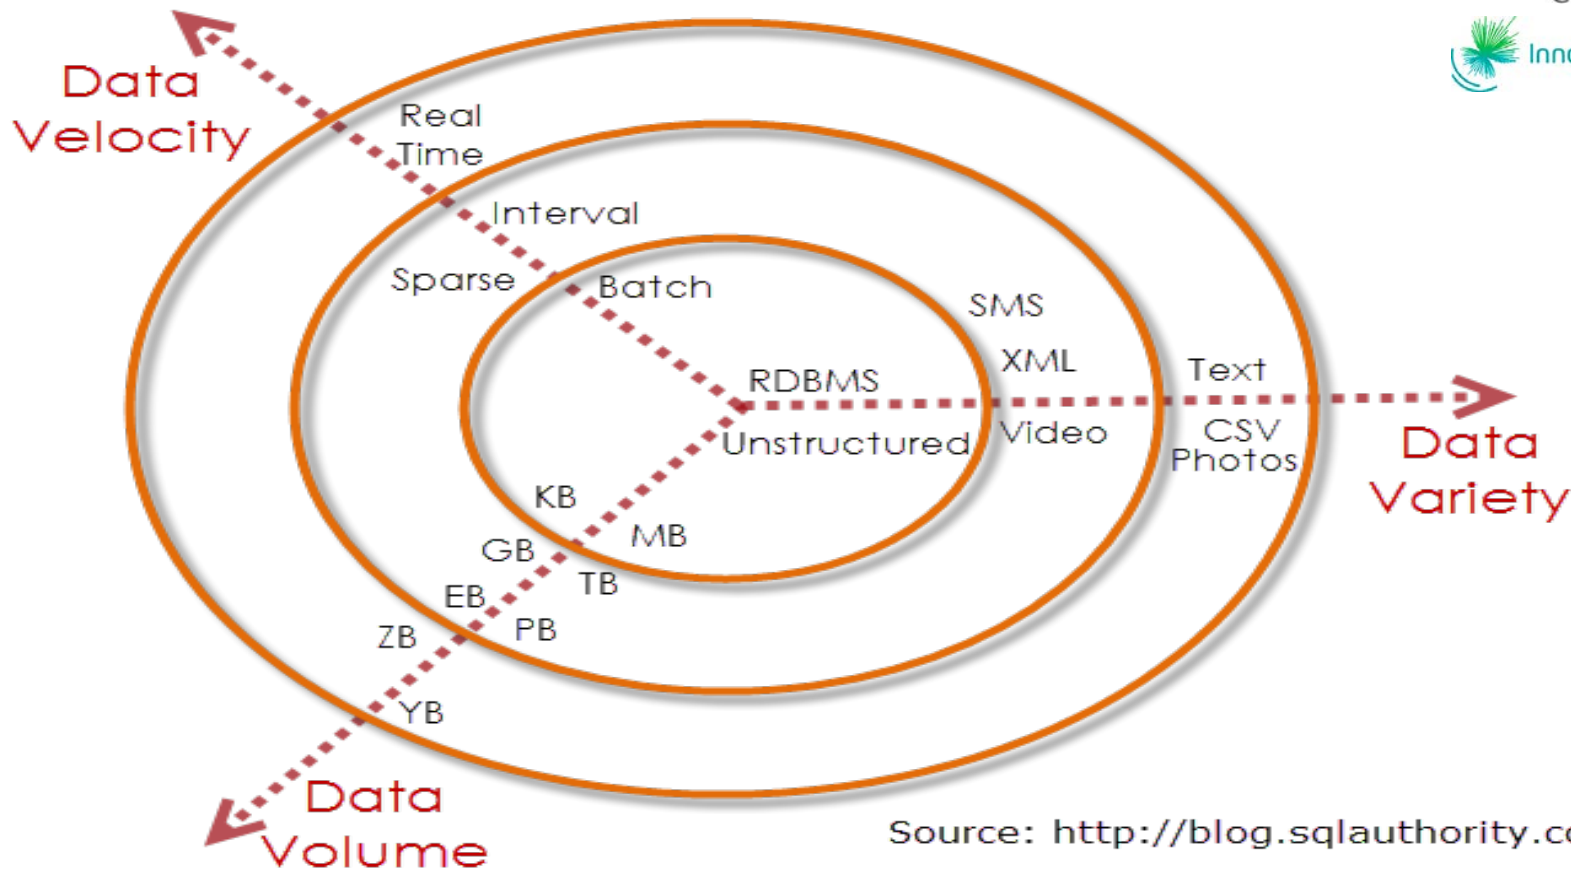 Data
Velocity
Real
Time
Interval
Sparse
Batch
SMS
XML
RDBMS
Text
Unstructured
Video
CSV
Photos
Data
Variety
KB
MB
GB
TB
EB
PB
ZB
YB
Data
Volume
Source: http://blog.sqlauthority.c